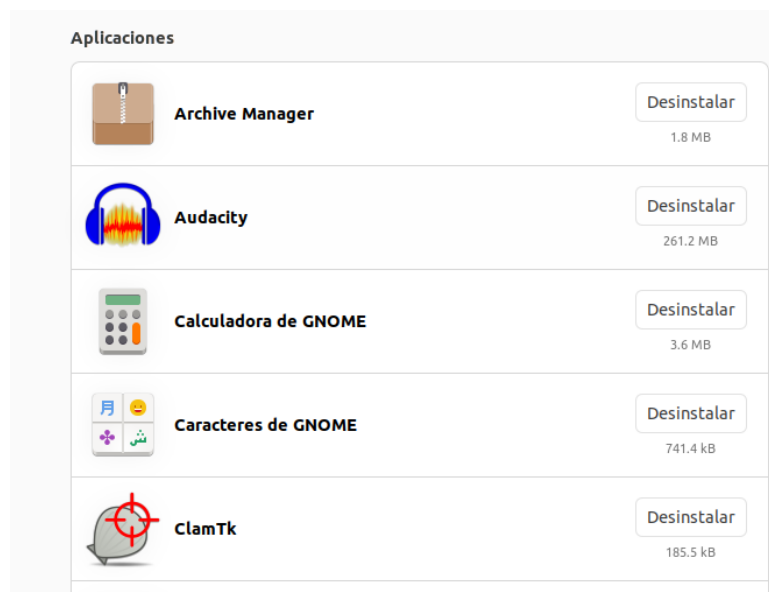 Aplicaciones
Archive Manager
Desinstalar
1.8 MB
Audacity
Desinstalar
261.2 MB
Calculadora de GNOME
Desinstalar
3.6 MB
月
ش
Caracteres de GNOME
Desinstalar
741.4 kB
ClamTk
Desinstalar
185.5 kB